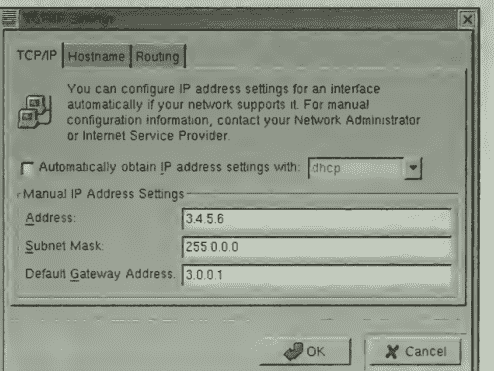 TCP/IP Hostname Routing
You can configure IP address settings for an interface
automatically if your network supports it. For manual
configuration information, contact your Network Administrator
or Internet Service Provider.
Automatically obtain IP address settings with: dhcp
Manual IP Address Settings
Address: 3.4.5.6
Subnet Mask: 255.0.0.0
Default Gateway Address: 3.0.0.1
OK Cancel